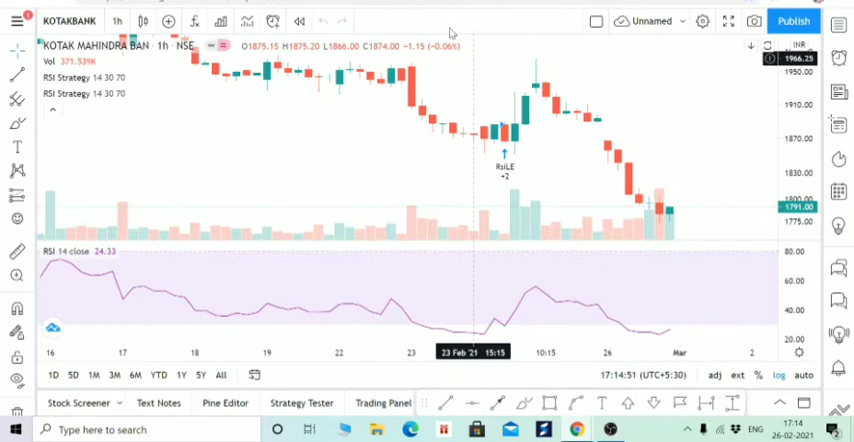 1
KOTAKBANK 1h Unnamed Publish
KOTAK MAHINDRA BAN · 1h · NSE O1875.15 H1875.20 L1866.00 C1874.00 −1.15 (−0.06%) INR
Vol 371.539K
1966.25
1950.00
RSI Strategy 14 30 70
RSI Strategy 14 30 70
1910.00
1870.00
RsiLE
+2
1830.00
1800.00
1791.00
1775.00
RSI 14 close 24.33 80.00
60.00
40.00
20.00
16 17 18 19 22 23 23 Feb '21 15:15 10:15 26 Mar 2
1D 5D 1M 3M 6M YTD 1Y 5Y All 17:14:51 (UTC+5:30) adj ext % log auto
Stock Screener Text Notes Pine Editor Strategy Tester Trading Panel
Type here to search ENG 17:14
26-02-2021 2